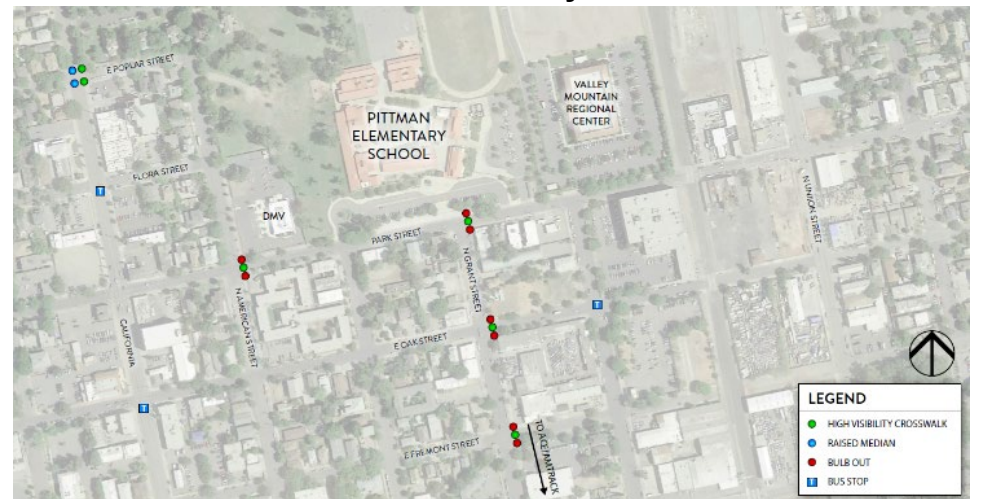 E POPLAR STREET
PITTMAN
ELEMENTARY
SCHOOL
VALLEY
MOUNTAIN
REGIONAL
CENTER
FLORA STREET
T
DMV
PARK STREET
N UNION STREET
N GRANT STREET
N AMERICAN STREET
CALIFORNIA
T
E OAK STREET
T
E FREMONT STREET
TO ACE/AMTRACK
LEGEND
HIGH VISIBILITY CROSSWALK
RAISED MEDIAN
BULB OUT
T BUS STOP